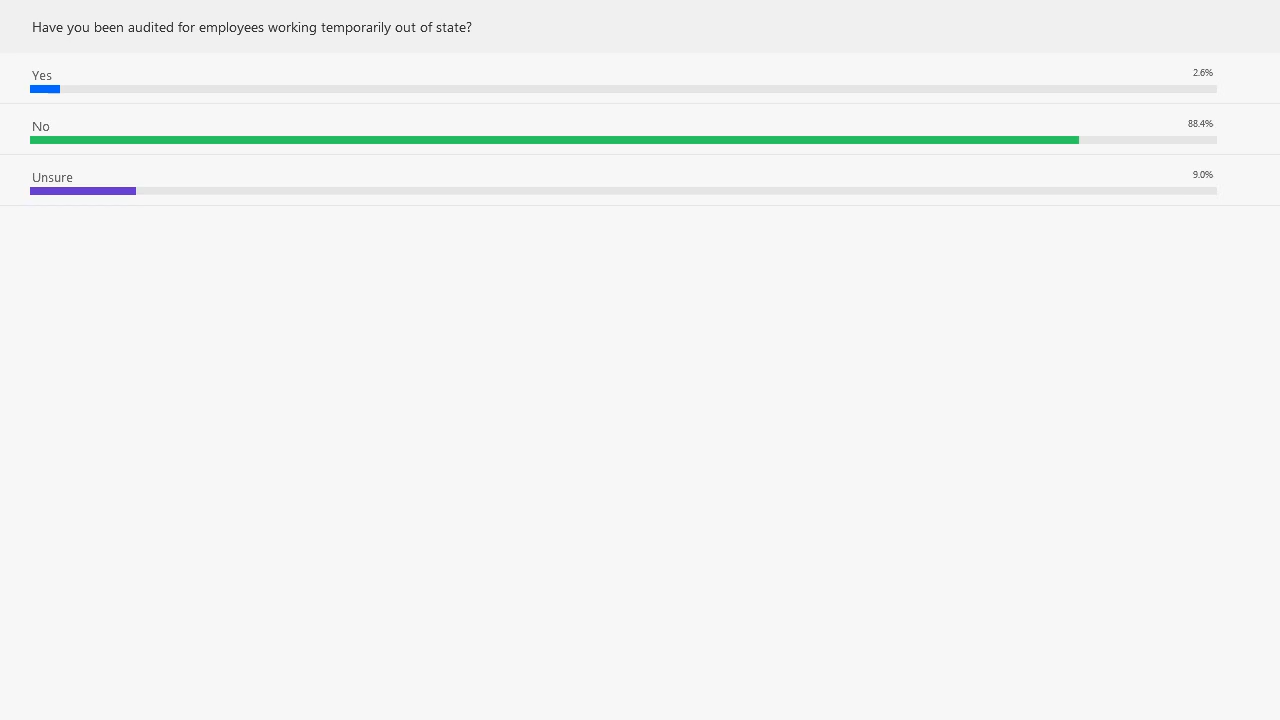 Have you been audited for employees working temporarily out of state?
Yes
2.6%
No
88.4%
Unsure
9.0%